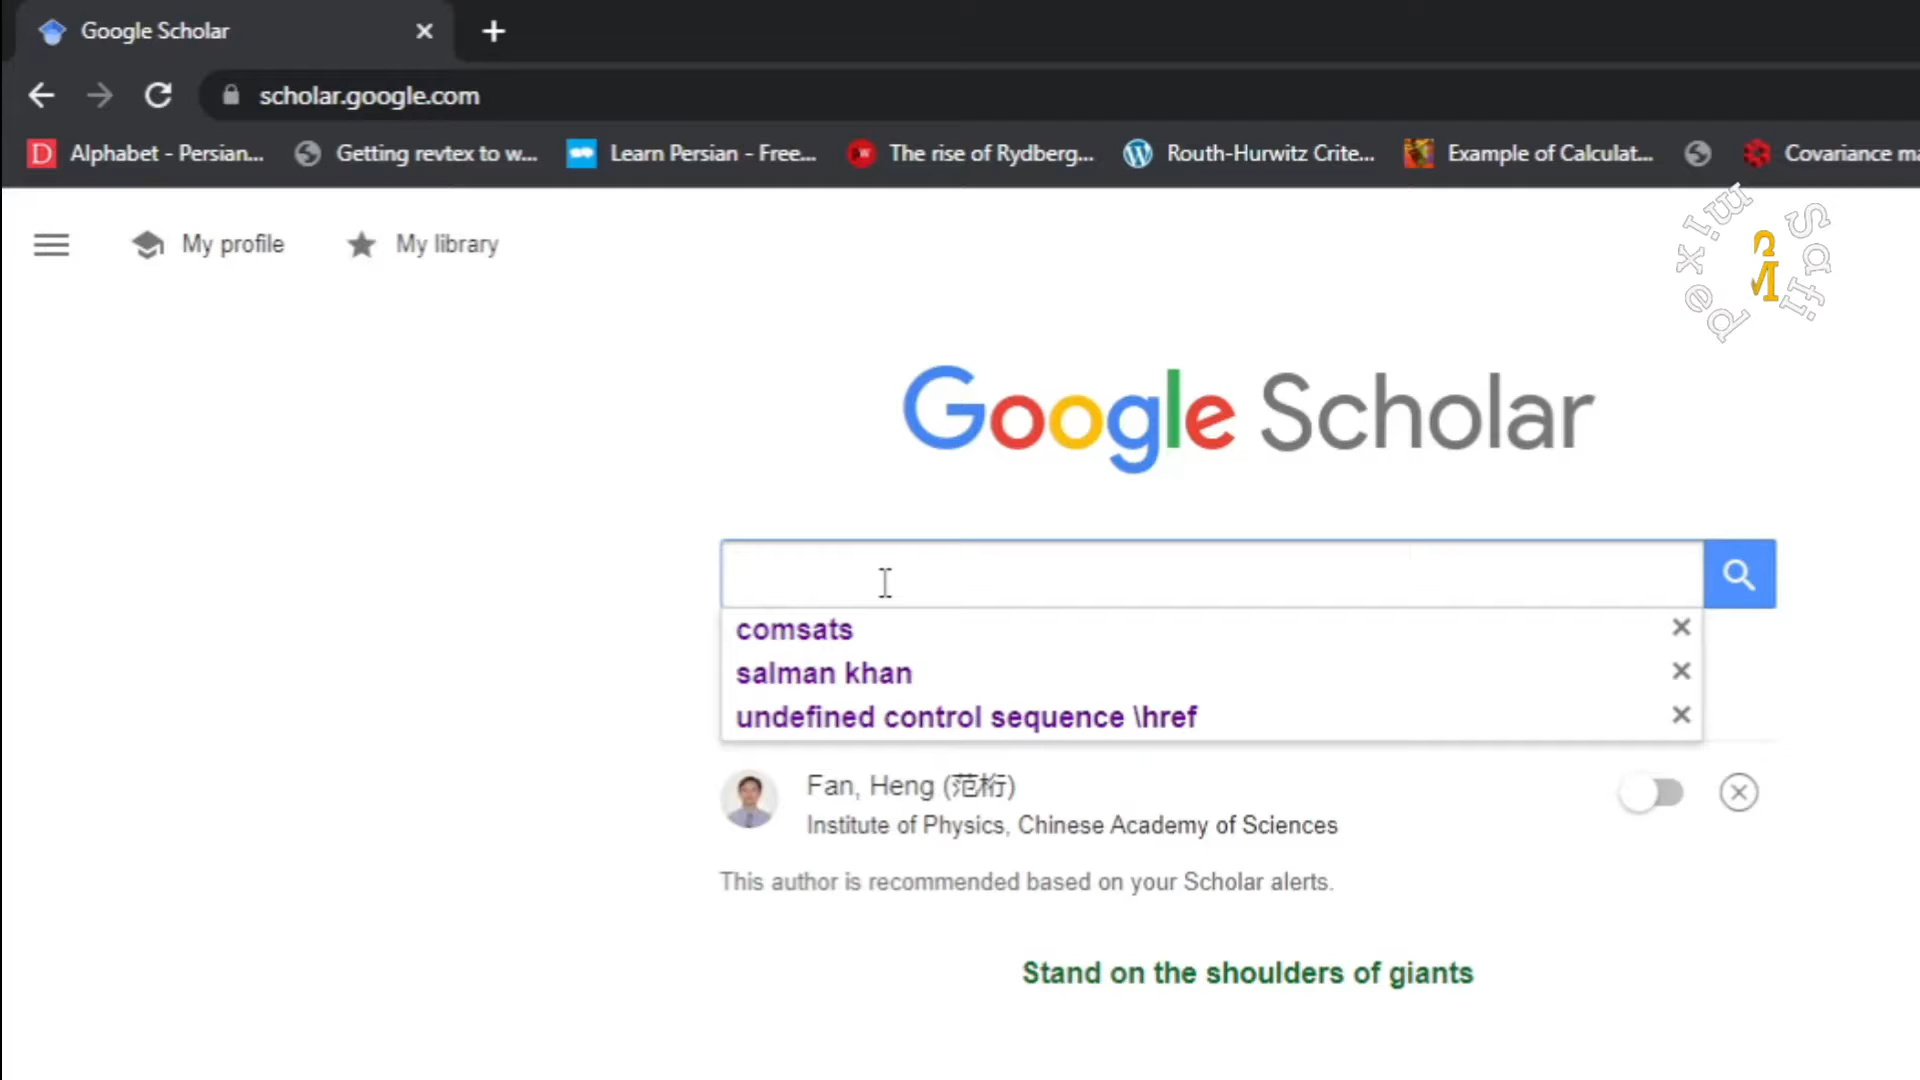 Google Scholar
scholar.google.com
Alphabet - Persian...
Getting revtex to w...
Learn Persian - Free...
The rise of Rydberg...
Routh-Hurwitz Crite...
Example of Calculat...
Covariance ma
My profile
My library
mixed
Safi
Google Scholar
comsats
salman khan
undefined control sequence \href
Fan, Heng (范桁)
Institute of Physics, Chinese Academy of Sciences
This author is recommended based on your Scholar alerts.
Stand on the shoulders of giants